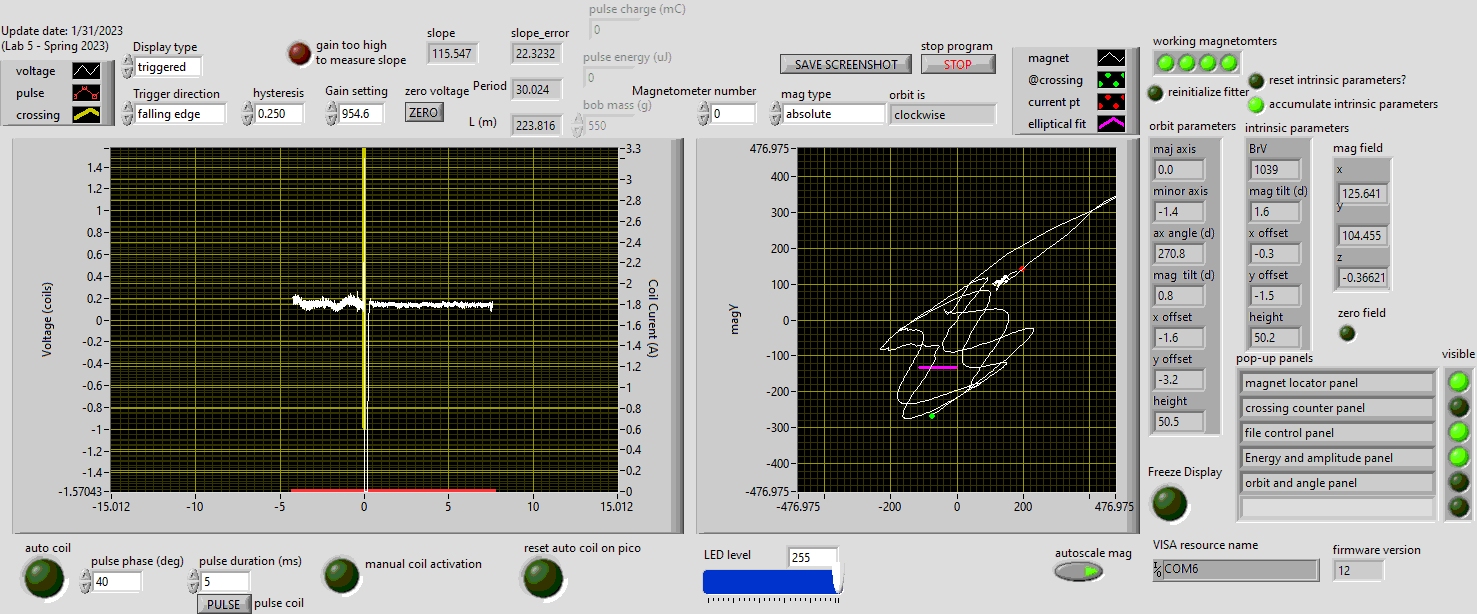 Update date: 1/31/2023
(Lab 5 - Spring 2023)
voltage
pulse
crossing
Display type
triggered
Trigger direction
falling edge
hysteresis
0.250
gain too high
to measure slope
Gain setting
954.6
slope
115.547
slope_error
22.3232
zero voltage
ZERO
Period
30.024
L (m)
223.816
pulse charge (mC)
0
pulse energy (uJ)
0
bob mass (g)
550
Magnetometer number
0
SAVE SCREENSHOT
stop program
STOP
mag type
absolute
orbit is
clockwise
magnet
@crossing
current pt
elliptical fit
working magnetomters
reinitialize fitter
reset intrinsic parameters?
accumulate intrinsic parameters
orbit parameters
maj axis
0.0
minor axis
-1.4
ax angle (d)
270.8
mag tilt (d)
0.8
x offset
-1.6
y offset
-3.2
height
50.5
intrinsic parameters
BrV
1039
mag tilt (d)
1.6
x offset
-0.3
y offset
-1.5
height
50.2
mag field
x
125.641
y
104.455
z
-0.36621
zero field
pop-up panels
visible
magnet locator panel
crossing counter panel
file control panel
Energy and amplitude panel
orbit and angle panel
Freeze Display
Voltage (coils)
1.4
1.2
1
0.8
0.6
0.4
0.2
0
-0.2
-0.4
-0.6
-0.8
-1
-1.2
-1.4
-1.57043
-15.012
-10
-5
0
5
10
15.012
3.3
3
2.8
2.6
2.4
2.2
2
1.8
1.6
1.4
1.2
1
0.8
0.6
0.4
0.2
0
Coil Curent (A)
magy
476.975
400
300
200
100
0
-100
-200
-300
-400
-476.975
-476.975
-200
0
200
476.975
auto coil
pulse phase (deg)
40
pulse duration (ms)
5
PULSE
pulse coil
manual coil activation
reset auto coil on pico
LED level
255
autoscale mag
VISA resource name
COM6
firmware version
12